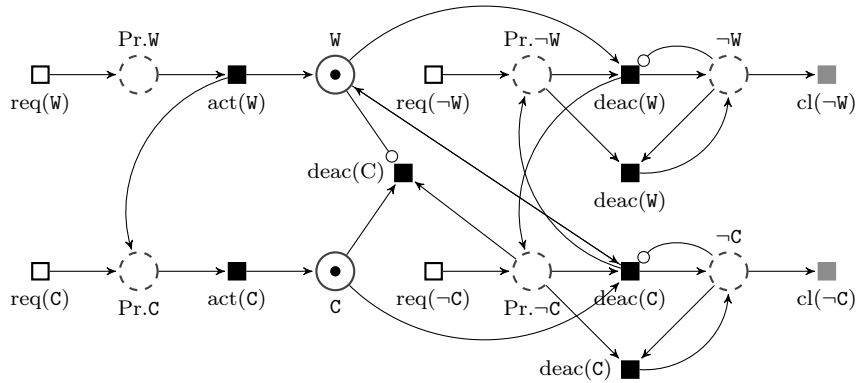 Pr.W W Pr.¬W ¬W
req(W) act(W) req(¬W) deac(W) cl(¬W)
deac(C)
deac(W)
¬C
req(C) act(C) req(¬C) deac(C) cl(¬C)
Pr.C C Pr.¬C
deac(C)